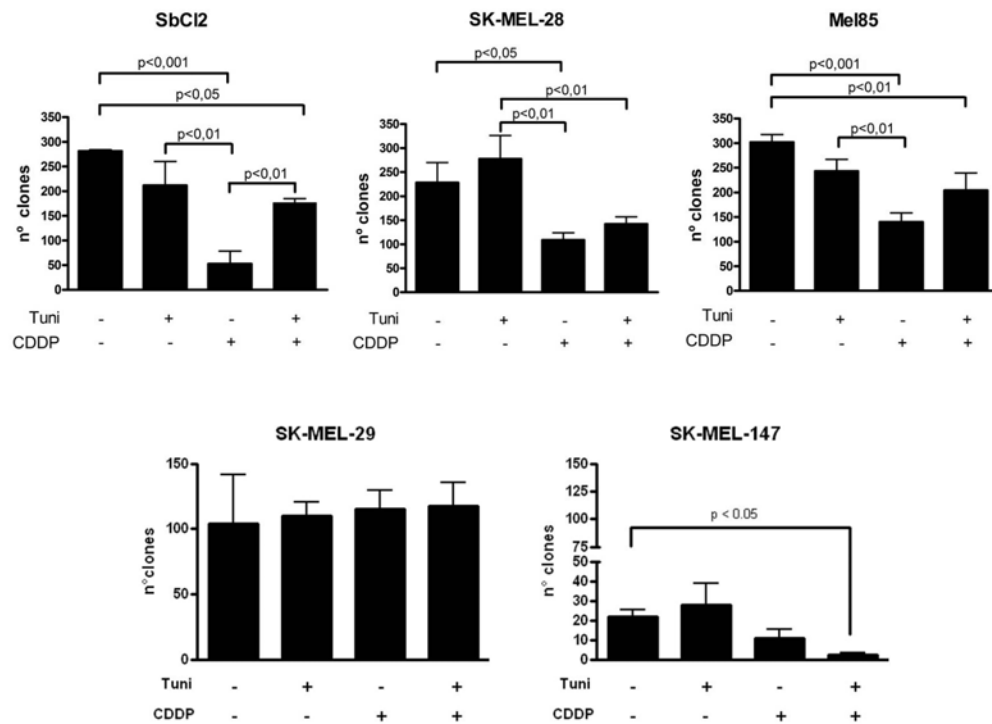 SbCl2 SK-MEL-28 Mel85
p<0,001
p<0,05
p<0,01
p<0,01
nº clones
350
300
250
200
150
100
50
0
Tuni - + - +
CDDP - - + +
p<0,05
p<0,01
p<0,01
nº clones
350
300
250
200
150
100
50
0
Tuni - + - +
CDDP - - + +
p<0,001
p<0,01
p<0,01
nº clones
350
300
250
200
150
100
150
0
Tuni - + - +
CDDP - - + +
SK-MEL-29 SK-MEL-147
n°clones
150
100
50
0
Tuni - + - +
CDDP - - + +
p < 0.05
n° clones
150
125
100
75
50
40
30
20
10
0
Tuni - + - +
CDDP - - + +